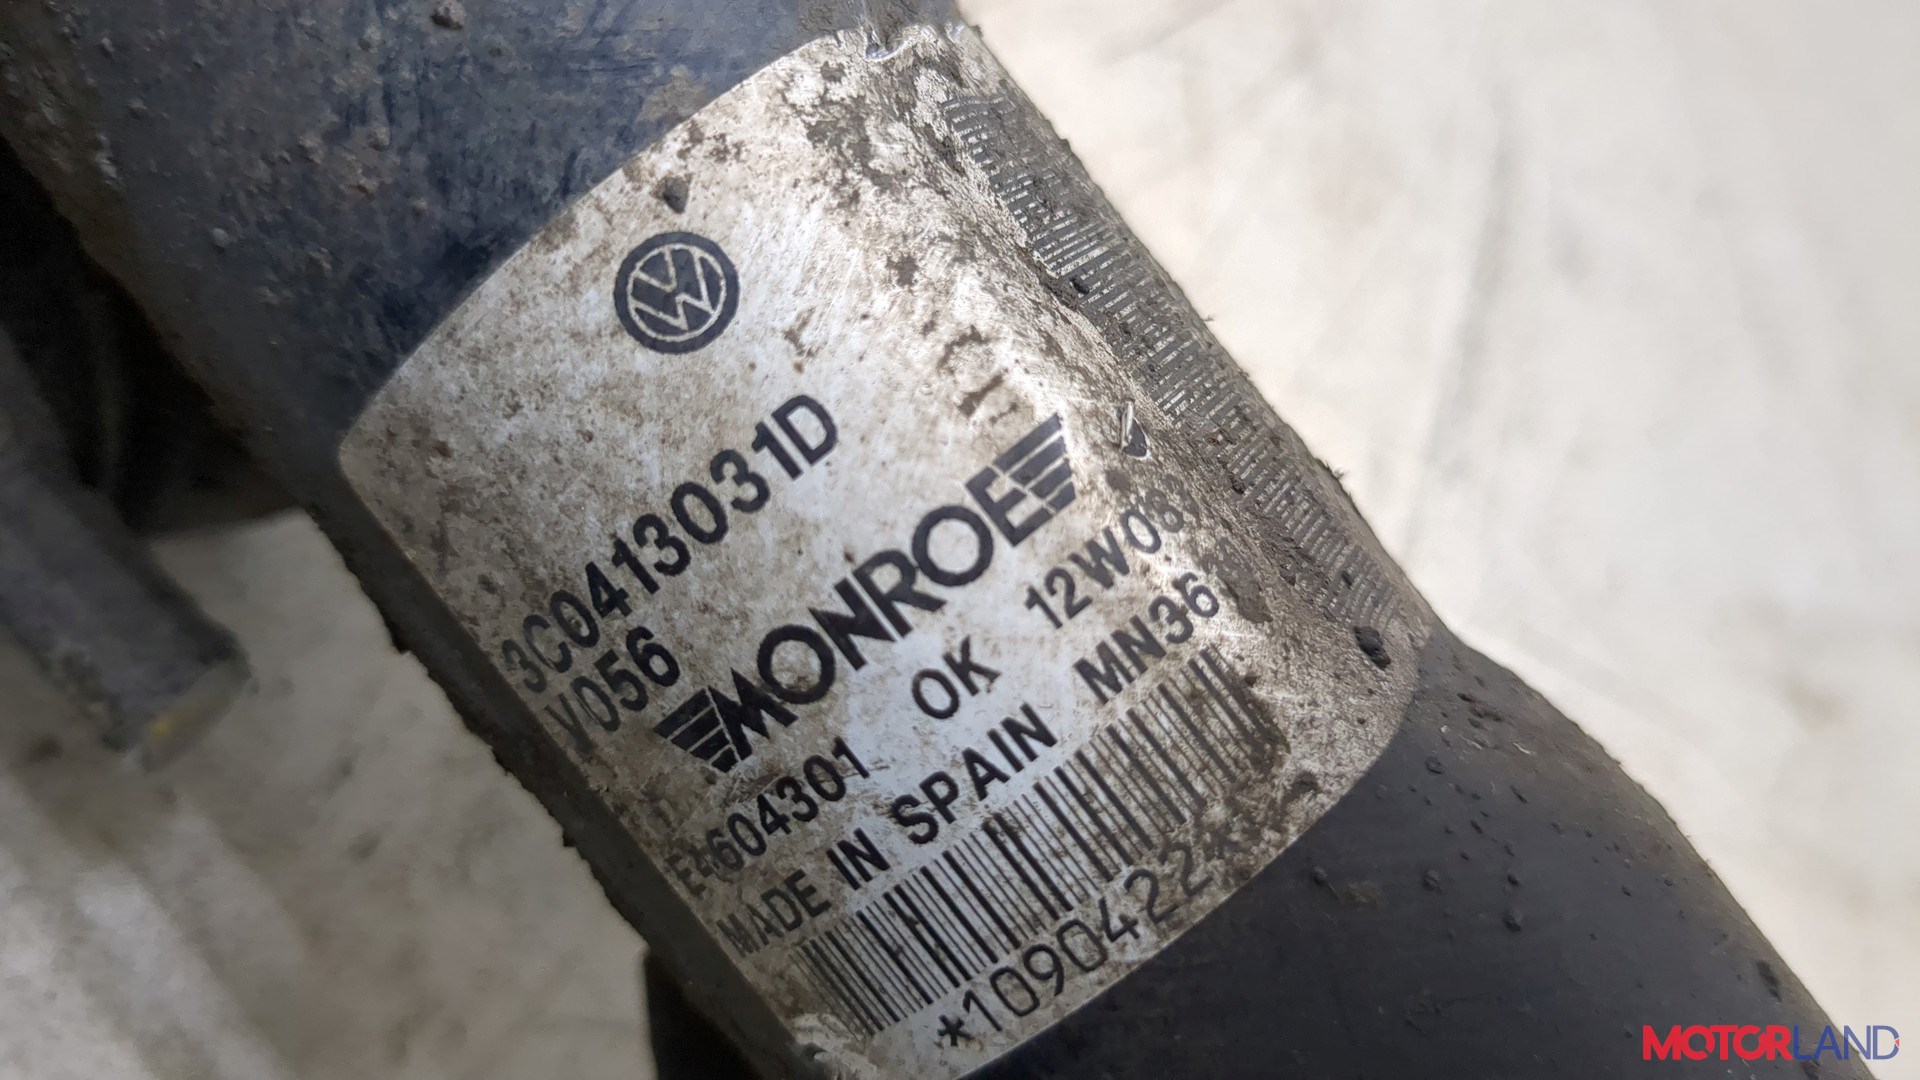 3C0413031D
V056
MONROE
E4604301 OK 12W08
MADE IN SPAIN MN36
*1090422*
MOTORLAND